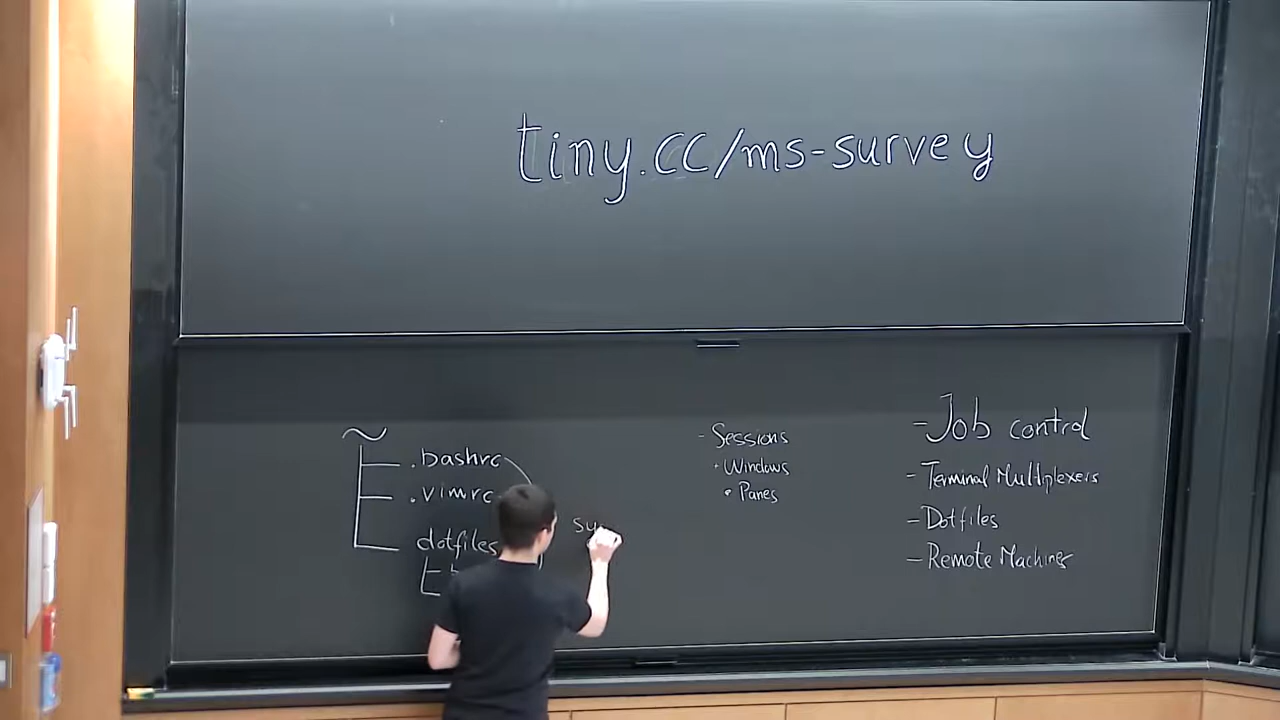 tiny.cc/ms-survey
~
.bashrc
.vimrc
dotfiles
- Sessions
• Windows
• Panes
- Job control
- Terminal Multiplexers
- Dotfiles
- Remote Machines